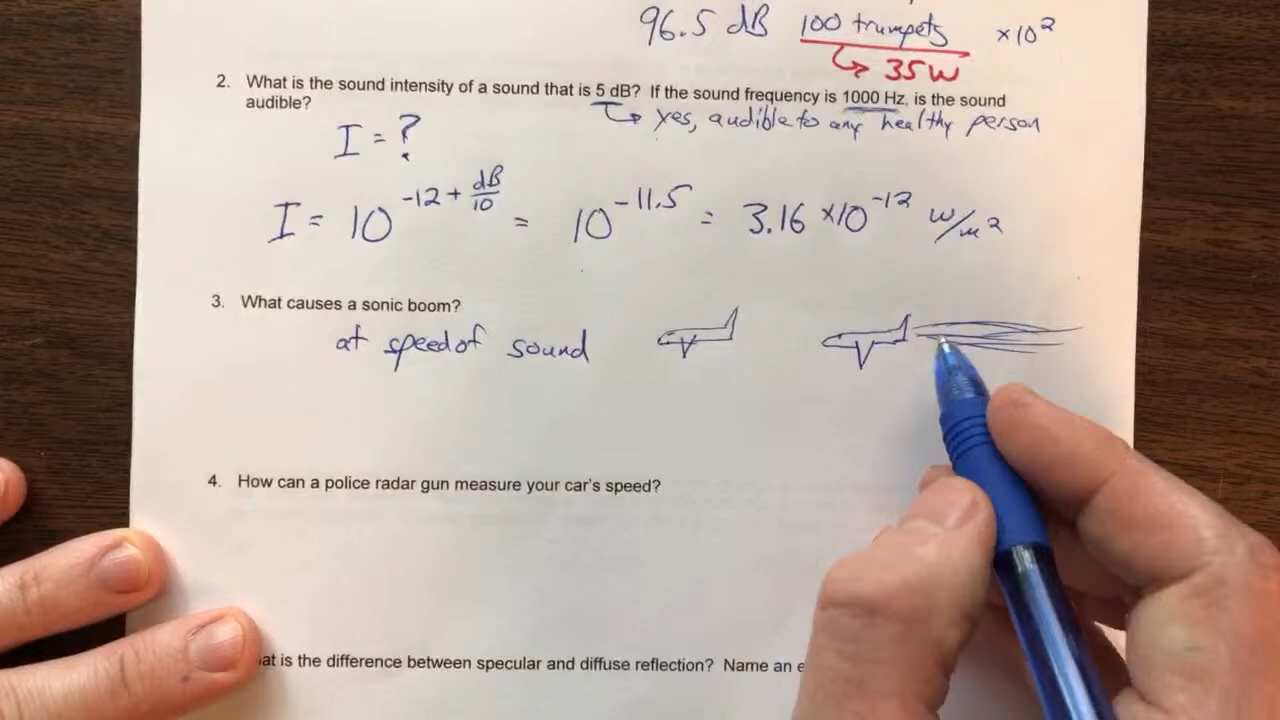 96.5 dB 100 trumpets ×10²
↳ 35W
2. What is the sound intensity of a sound that is 5 dB? If the sound frequency is 1000 Hz, is the sound
audible?
↳ yes, audible to any healthy person
I = ?
I = 10^(-12 + dB/10) = 10^(-11.5) = 3.16 ×10^(-12) W/m²
3. What causes a sonic boom?
at speed of sound
4. How can a police radar gun measure your car's speed?
is the difference between specular and diffuse reflection? Name an